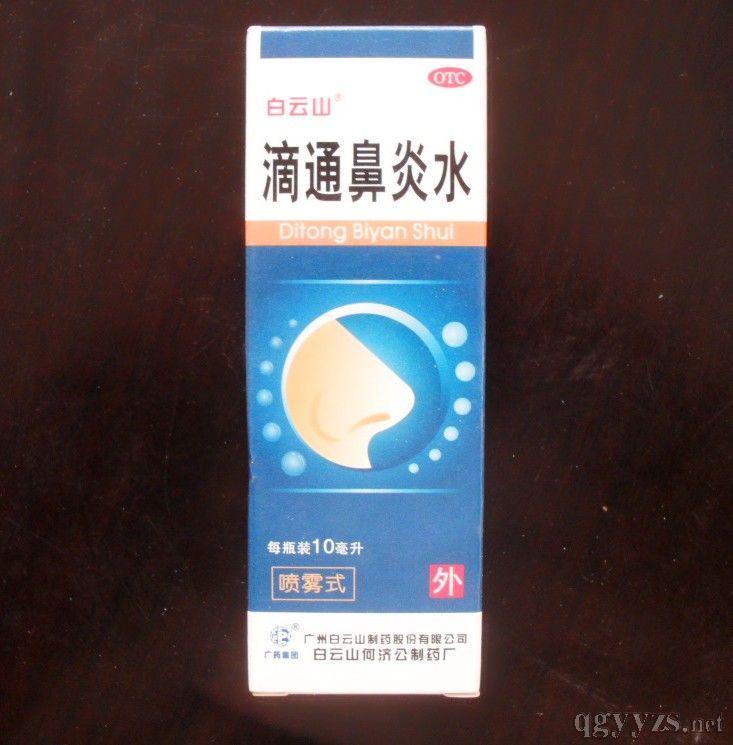 OTC
白云山®
滴通鼻炎水
Ditong Biyan Shui
每瓶装10毫升
喷雾式
外
广药集团®
广州白云山制药股份有限公司
白云山何济公制药厂
qgyyzs.net